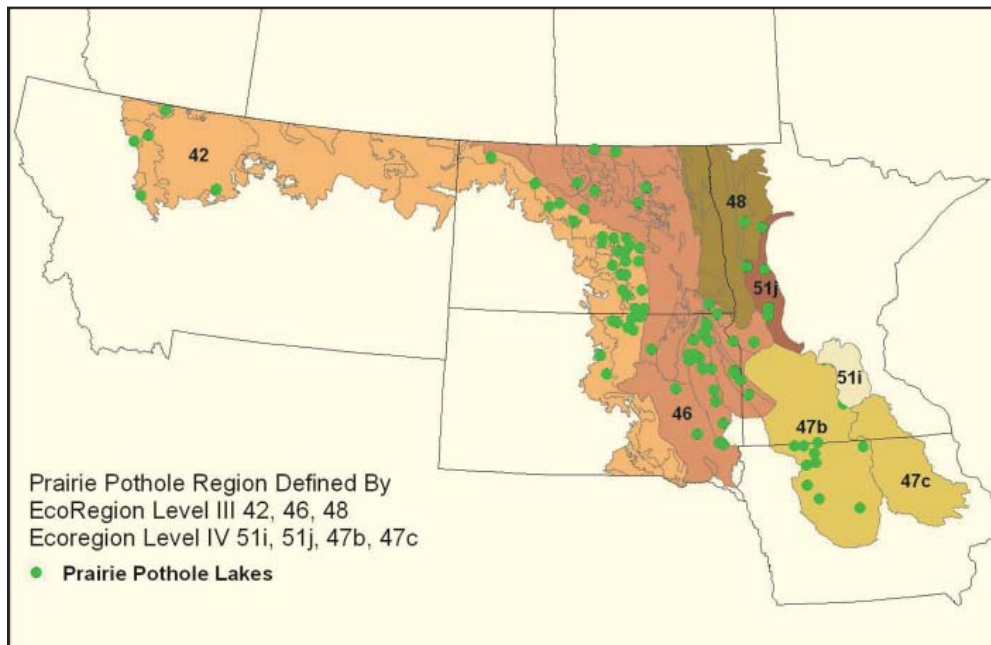 42
48
51j
51i
46
47b
47c
Prairie Pothole Region Defined By
EcoRegion Level III 42, 46, 48
Ecoregion Level IV 51i, 51j, 47b, 47c
Prairie Pothole Lakes